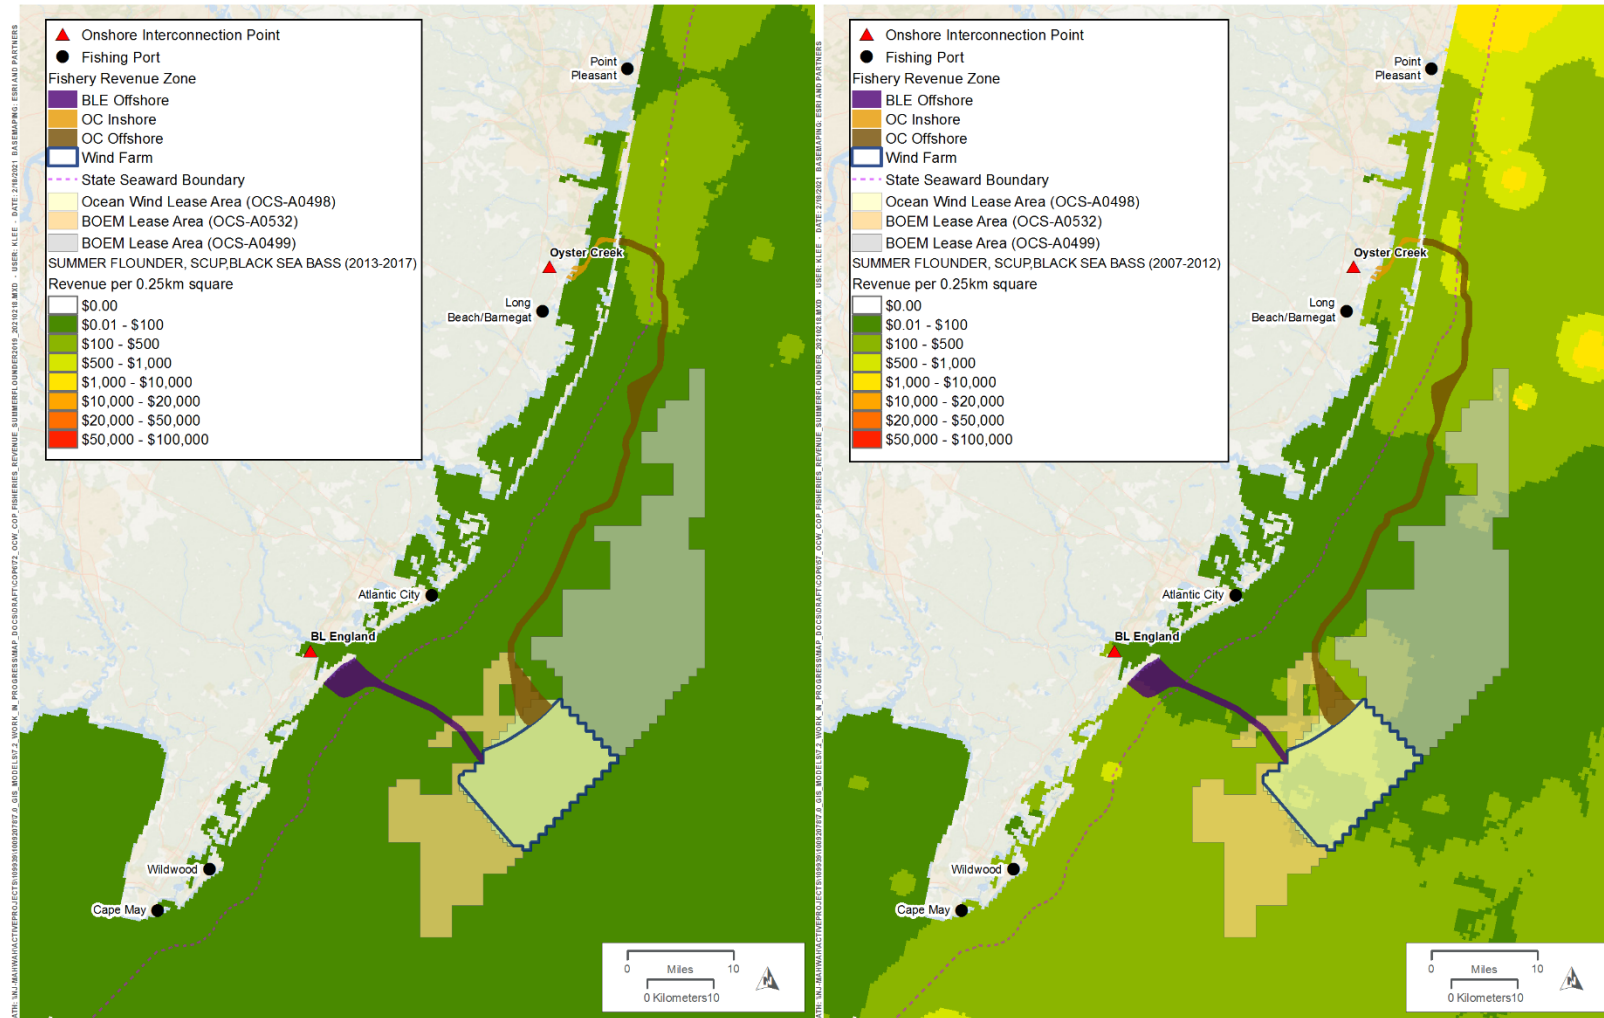 Onshore Interconnection Point
Fishing Port
Fishery Revenue Zone
BLE Offshore
OC Inshore
OC Offshore
Wind Farm
State Seaward Boundary
Ocean Wind Lease Area (OCS-A0498)
BOEM Lease Area (OCS-A0532)
BOEM Lease Area (OCS-A0499)
SUMMER FLOUNDER, SCUP,BLACK SEA BASS (2013-2017)
Revenue per 0.25km square
$0.00
$0.01 - $100
$100 - $500
$500 - $1,000
$1,000 - $10,000
$10,000 - $20,000
$20,000 - $50,000
$50,000 - $100,000
Point
Pleasant
Oyster Creek
Long
Beach/Barnegat
Atlantic City
BL England
Wildwood
Cape May
0 Miles 10
0 Kilometers10
N
Onshore Interconnection Point
Fishing Port
Fishery Revenue Zone
BLE Offshore
OC Inshore
OC Offshore
Wind Farm
State Seaward Boundary
Ocean Wind Lease Area (OCS-A0498)
BOEM Lease Area (OCS-A0532)
BOEM Lease Area (OCS-A0499)
SUMMER FLOUNDER, SCUP,BLACK SEA BASS (2007-2012)
Revenue per 0.25km square
$0.00
$0.01 - $100
$100 - $500
$500 - $1,000
$1,000 - $10,000
$10,000 - $20,000
$20,000 - $50,000
$50,000 - $100,000
Point
Pleasant
Oyster Creek
Long
Beach/Barnegat
Atlantic City
BL England
Wildwood
Cape May
0 Miles 10
0 Kilometers10
N